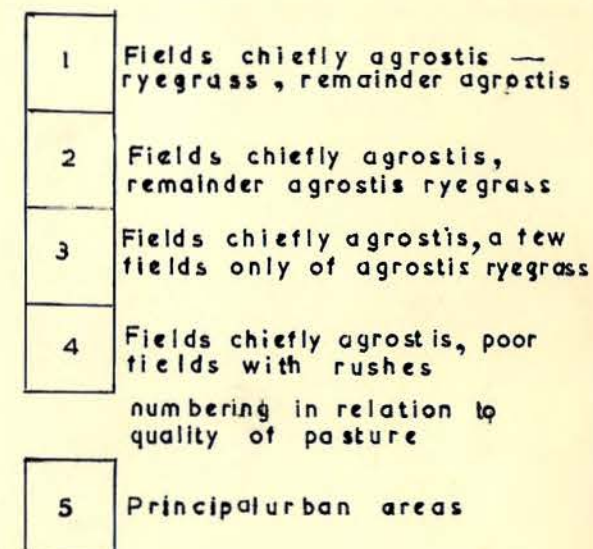 1 Fields chiefly agrostis —
ryegrass, remainder agrostis
2 Fields chiefly agrostis,
remainder agrostis ryegrass
3 Fields chiefly agrostis, a few
fields only of agrostis ryegrass
4 Fields chiefly agrostis, poor
fields with rushes
numbering in relation to
quality of pasture
5 Principal urban areas